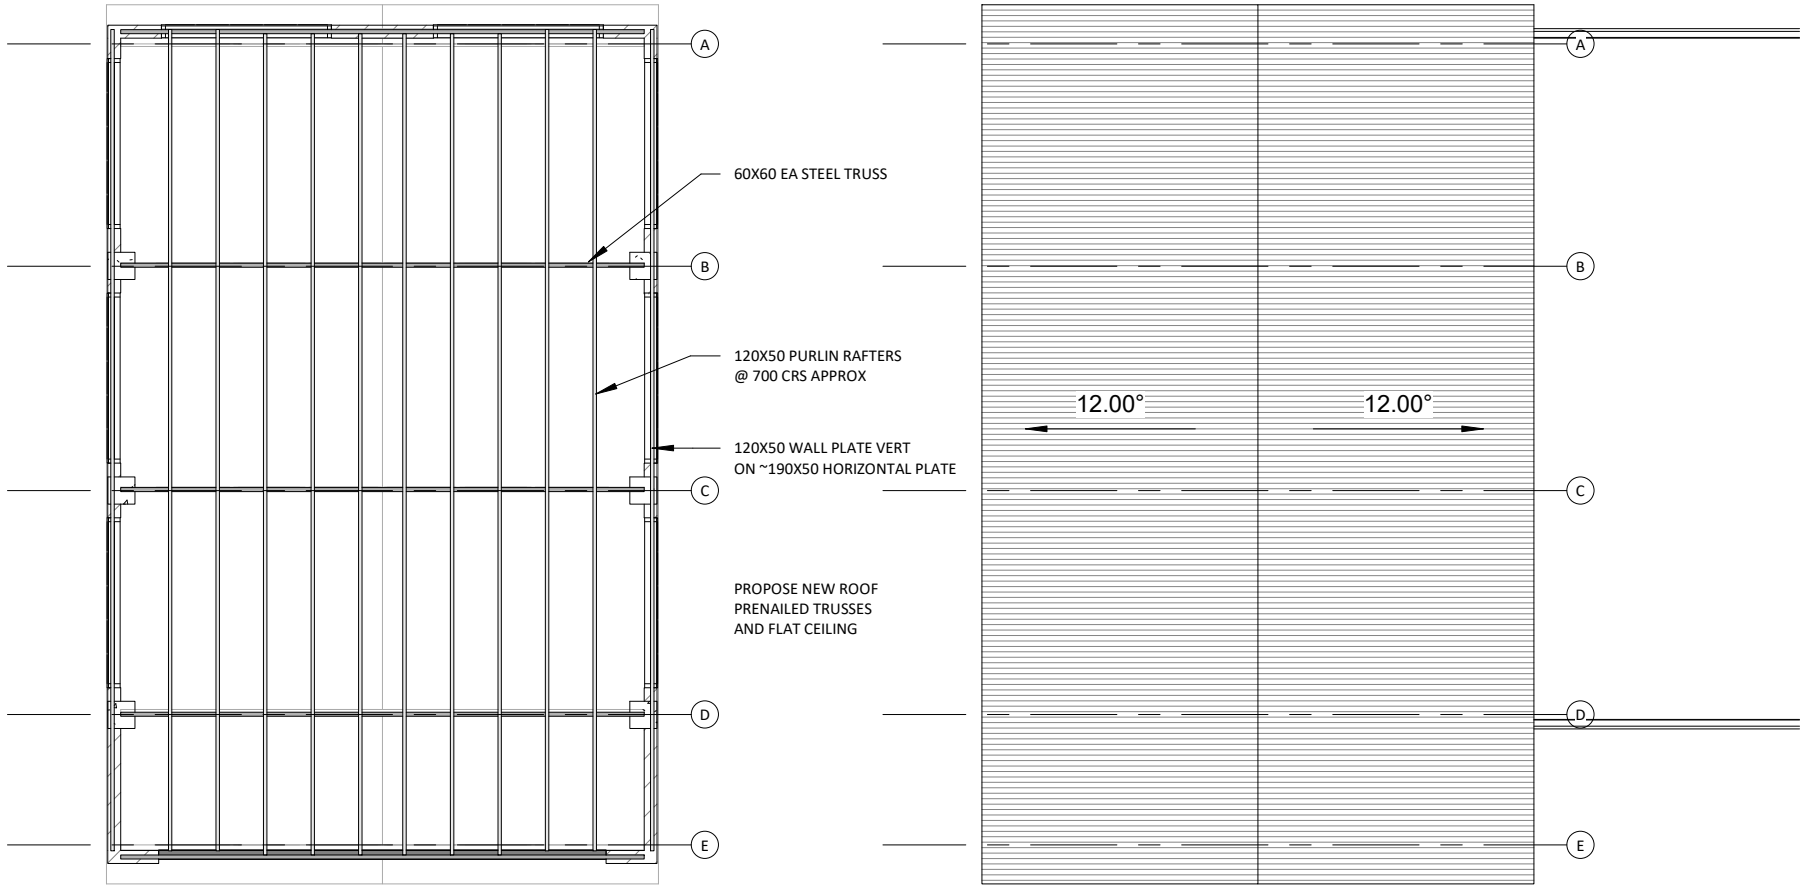 A
A
60X60 EA STEEL TRUSS
B
B
120X50 PURLIN RAFTERS
@ 700 CRS APPROX
12.00°
12.00°
120X50 WALL PLATE VERT
ON ~190X50 HORIZONTAL PLATE
C
C
PROPOSE NEW ROOF
PRENAILED TRUSSES
AND FLAT CEILING
D
D
E
E